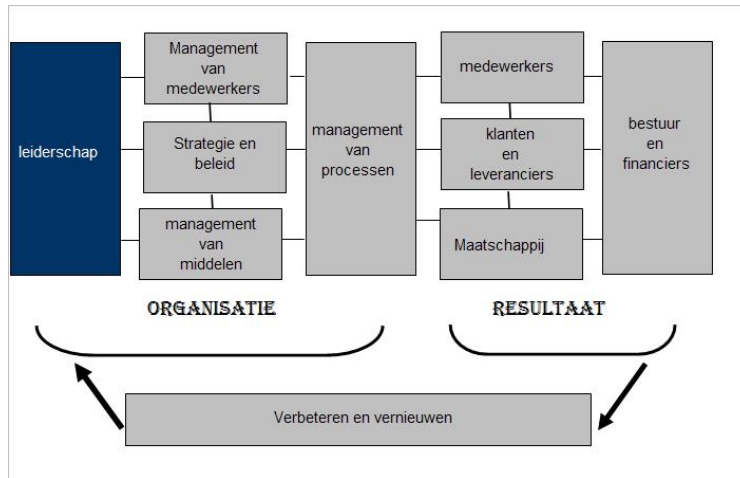 leiderschap
Management
van
medewerkers
Strategie en
beleid
management
van
middelen
management
van
processen
medewerkers
klanten
en
leveranciers
Maatschappij
bestuur
en
financiers
ORGANISATIE
RESULTAAT
Verbeteren en vernieuwen